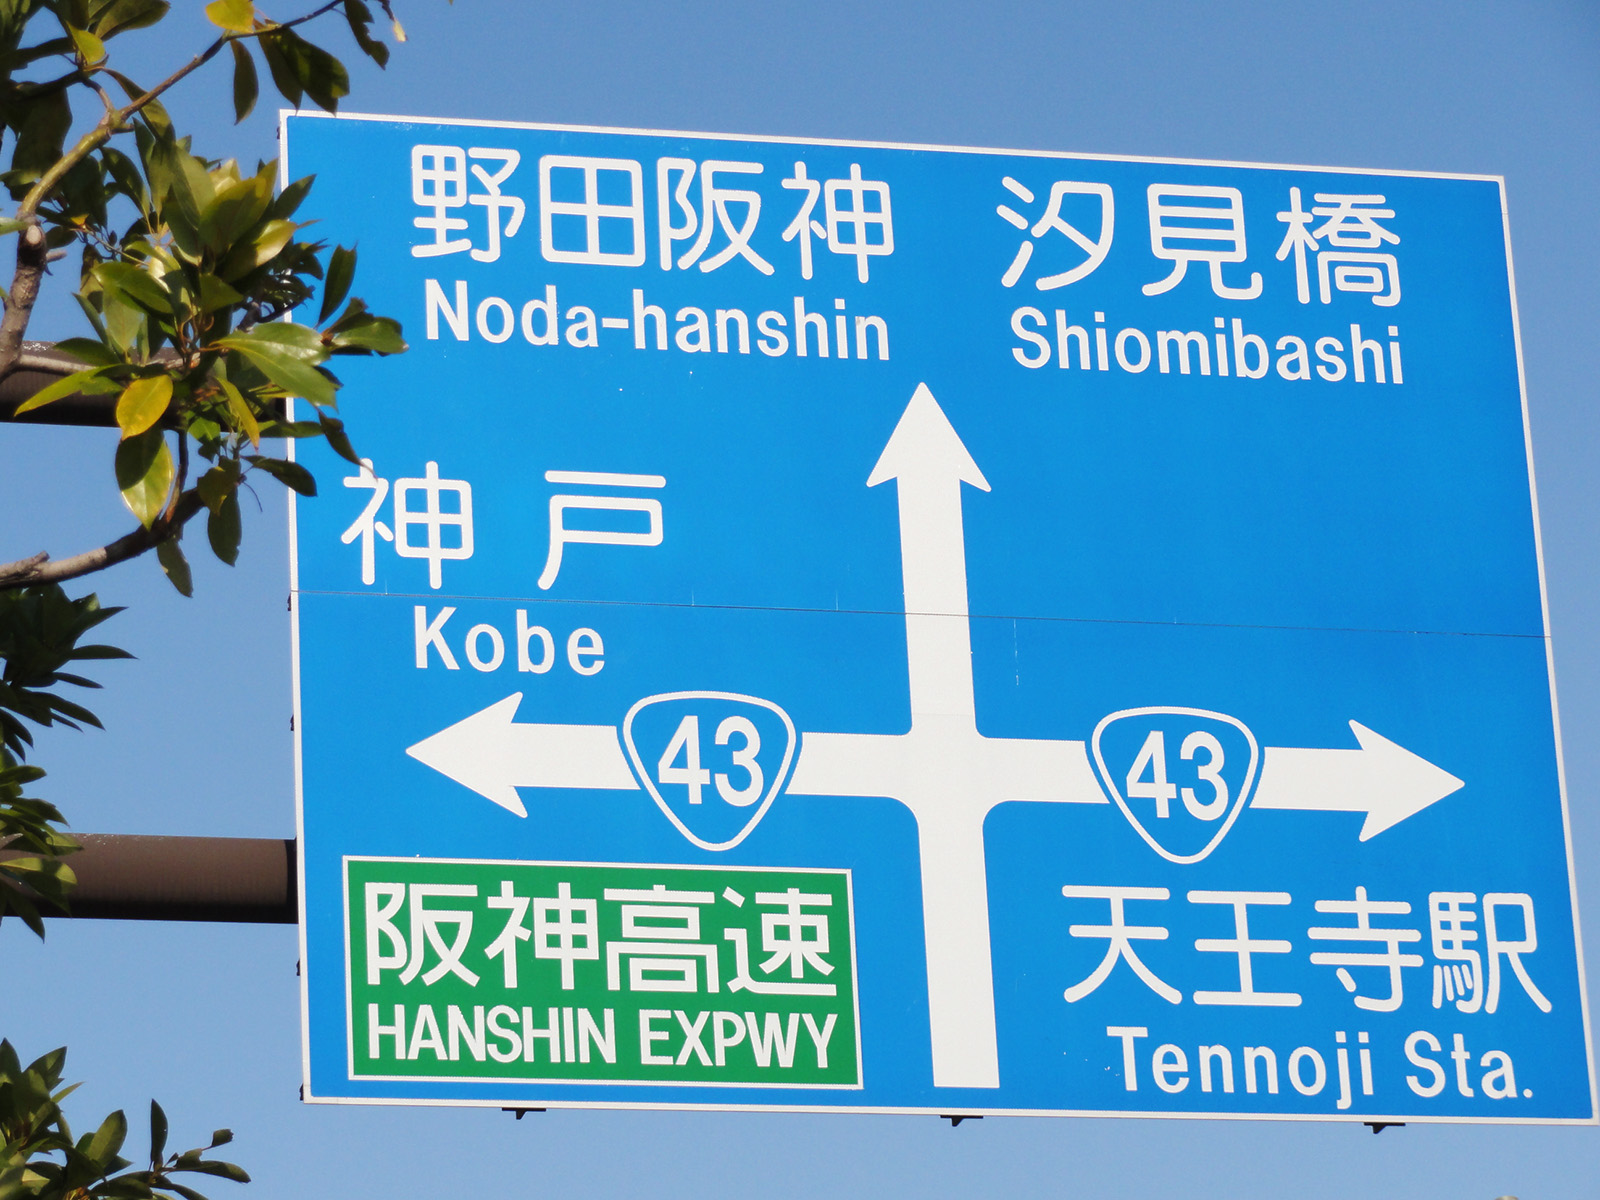 野田阪神 汐見橋
Noda-hanshin Shiomibashi
神戸
Kobe
43 43
阪神高速
HANSHIN EXPWY
天王寺駅
Tennoji Sta.